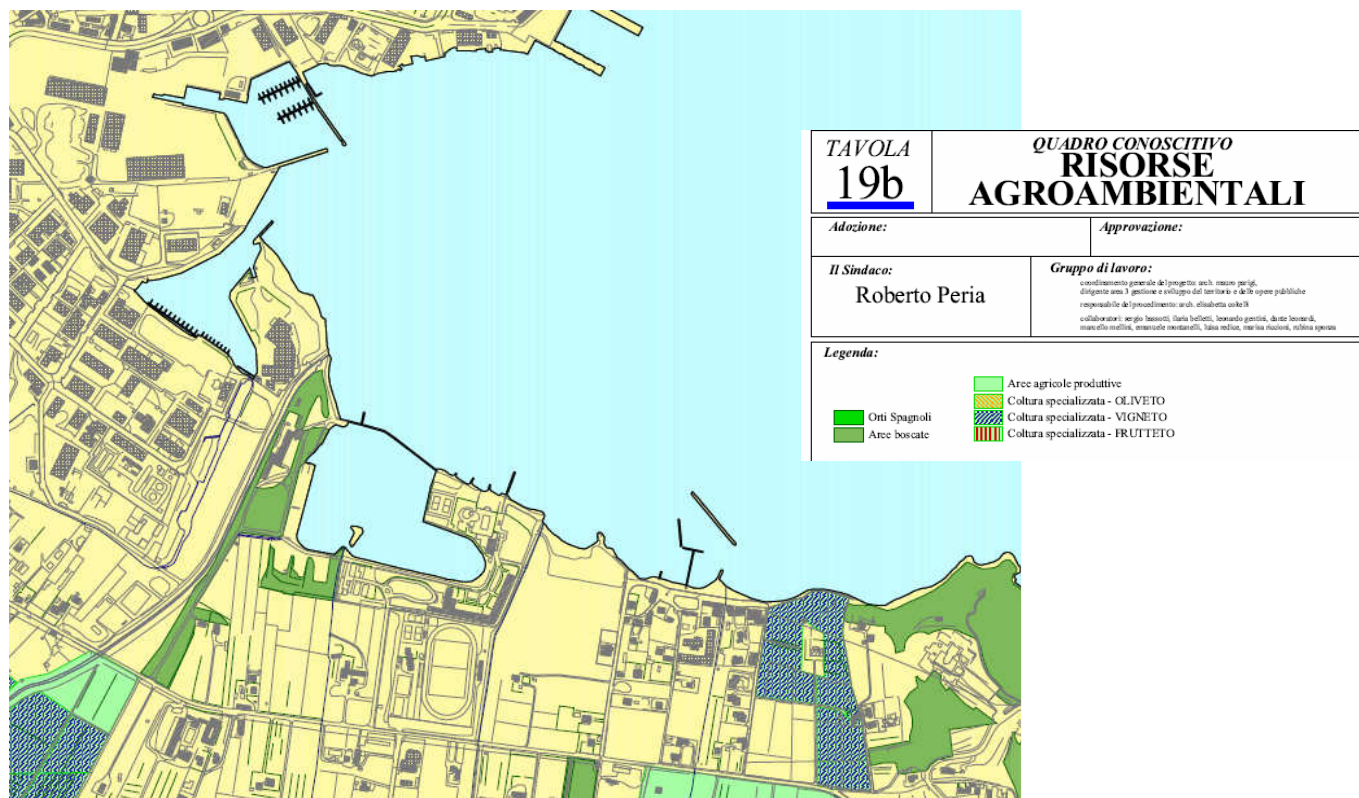 TAVOLA
19b
QUADRO CONOSCITIVO
RISORSE
AGROAMBIENTALI
Adozione:
Approvazione:
Il Sindaco:
Roberto Peria
Gruppo di lavoro:
coordinamento generale del progetto: arch. mauro parigi,
dirigente area 3 gestione e sviluppo del territorio e delle opere pubbliche
responsabile del procedimento: arch. elisabetta
collaboratori: sergio bassotti, ilaria belletti, leonardo gentini, dante leonardi,
marcello mellini, emanuele montanelli, luisa redice, marisa riccioni, rubina sponza
Legenda:
Orti Spagnoli
Aree boscate
Aree agricole produttive
Coltura specializzata - OLIVETO
Coltura specializzata - VIGNETO
Coltura specializzata - FRUTTETO